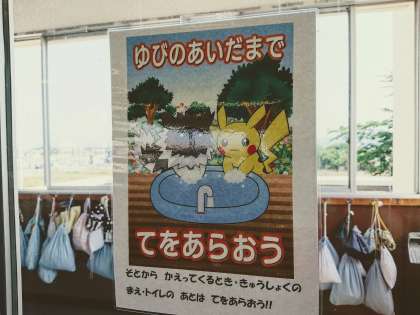 ゆびのあいだまで
てをあらおう
そとから かえってくるとき・きゅうしょくの
まえ・トイレの あとは てをあらおう!!